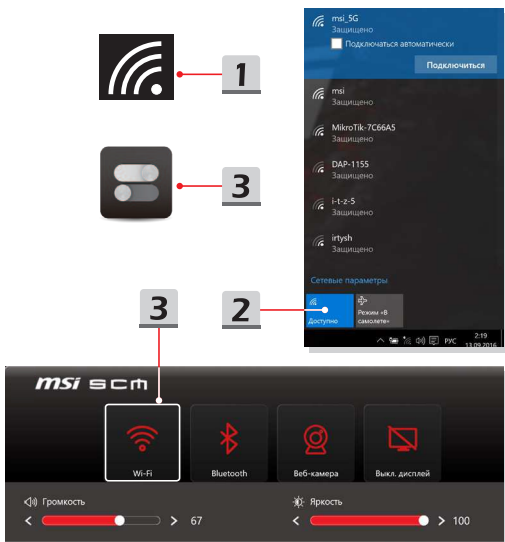 1
3
3
2
msi_5G
Защищено
Подключаться автоматически
Подключиться
msi
Защищено
MikroTik-7C66A5
Защищено
DAP-1155
Защищено
i-t-z-5
Защищено
irtysh
Защищено
Сетевые параметры
Доступно
Режим «В
самолете»
РУС
2:19
13.09.2016
msi SCM
Wi-Fi
Bluetooth
Веб-камера
Выкл. дисплей
Громкость
67
Яркость
100